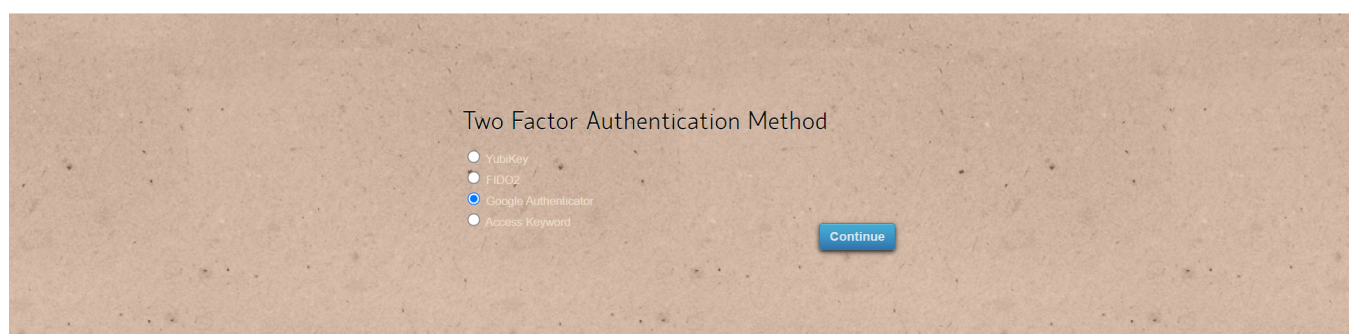 Two Factor Authentication Method
YubiKey
FIDO2
Google Authenticator
Access Keyword
Continue